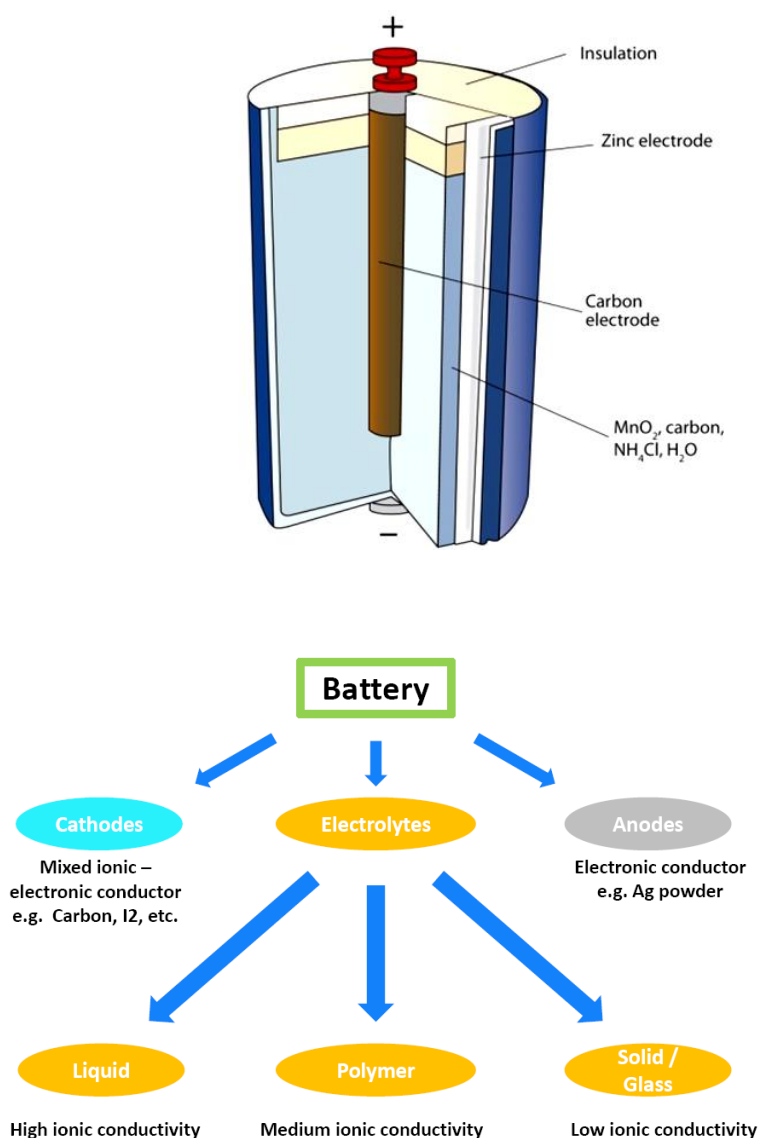 +
Insulation
Zinc electrode
Carbon
electrode
MnO₂, carbon,
NH₄Cl, H₂O
–
Battery
Cathodes
Electrolytes
Anodes
Mixed ionic –
electronic conductor
e.g. Carbon, I2, etc.
Electronic conductor
e.g. Ag powder
Liquid
Polymer
Solid /
Glass
High ionic conductivity
Medium ionic conductivity
Low ionic conductivity